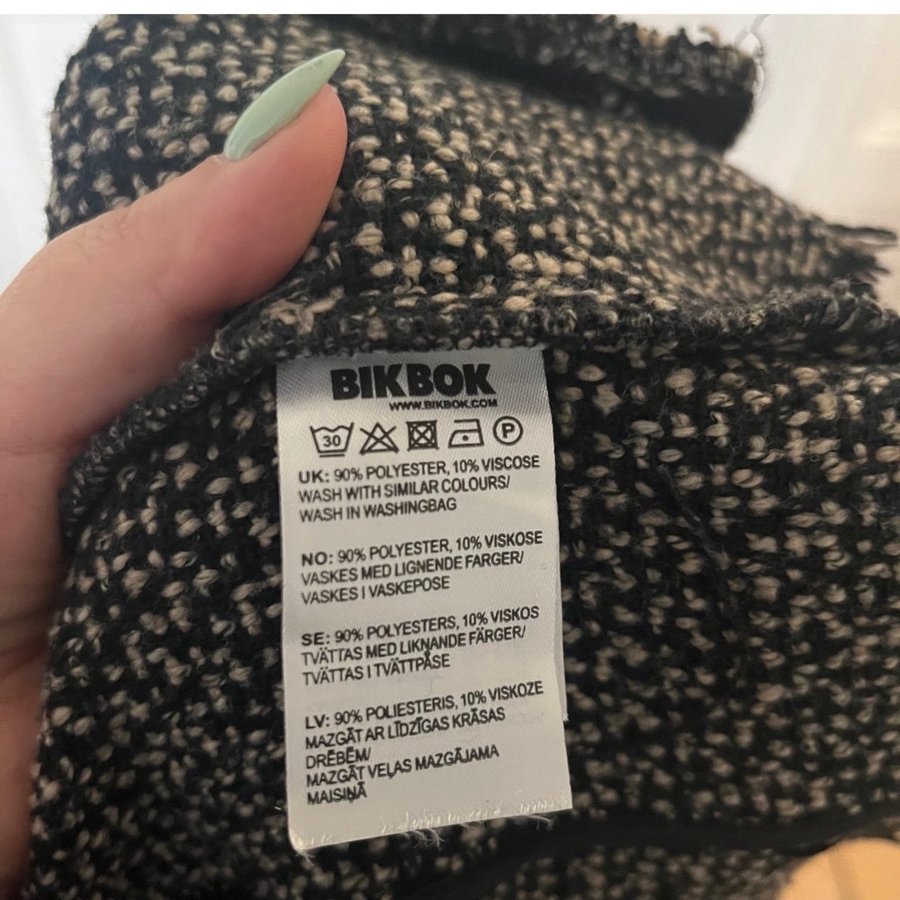 BIKBOK
WWW.BIKBOK.COM
30 P
UK: 90% POLYESTER, 10% VISCOSE
WASH WITH SIMILAR COLOURS/
WASH IN WASHINGBAG
NO: 90% POLYESTER, 10% VISKOSE
VASKES MED LIGNENDE FARGER/
VASKES I VASKEPOSE
SE: 90% POLYESTERS, 10% VISKOS
TVÄTTAS MED LIKNANDE FÄRGER/
TVÄTTAS I TVÄTTPÅSE
LV: 90% POLIESTERIS, 10% VISKOZE
MAZGĀT AR LĪDZĪGAS KRĀSAS
DRĒBĒM/
MAZGĀT VEĻAS MAZGĀJAMA
MAISIŅĀ